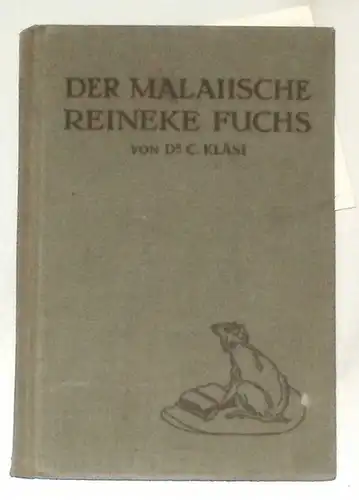 DER MALAIISCHE
REINEKE FUCHS
VON Dr C. KLÄSI